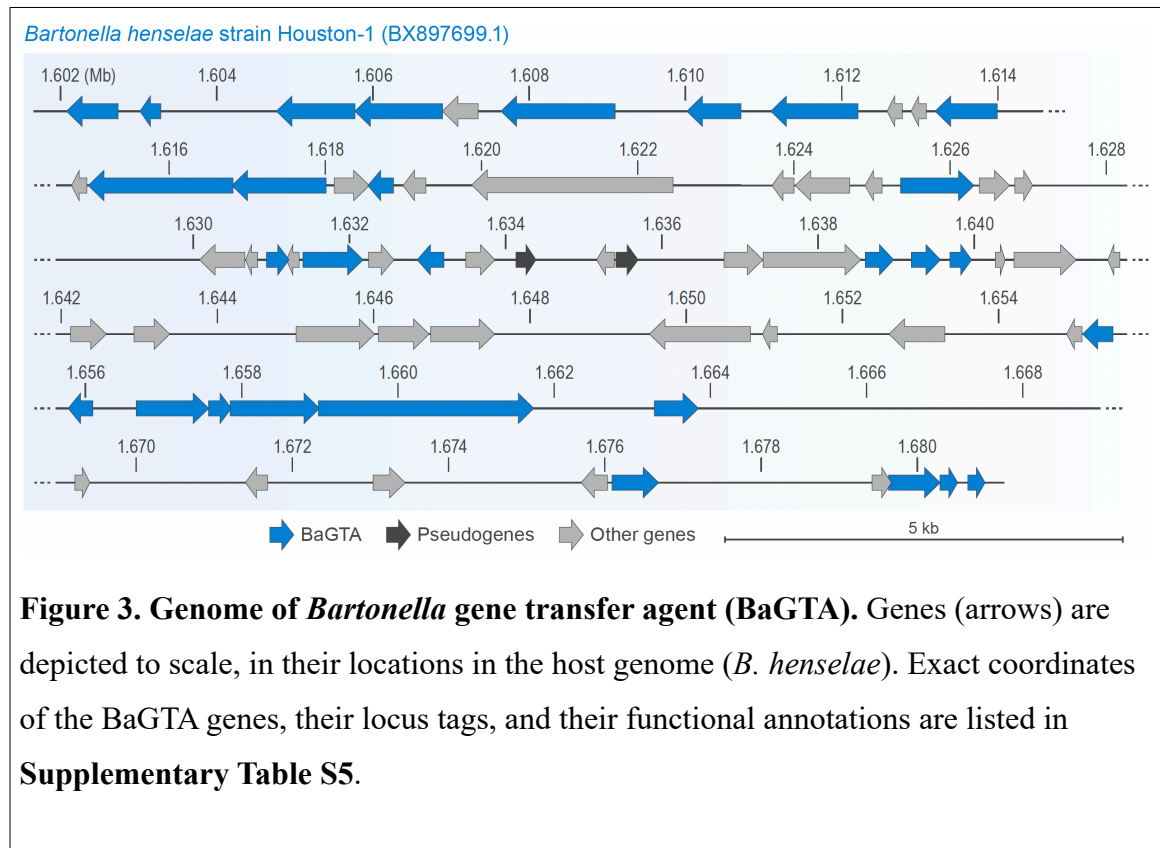 Bartonella henselae strain Houston-1 (BX897699.1)
1.602 (Mb) 1.604 1.606 1.608 1.610 1.612 1.614
1.616 1.618 1.620 1.622 1.624 1.626 1.628
1.630 1.632 1.634 1.636 1.638 1.640
1.642 1.644 1.646 1.648 1.650 1.652 1.654
1.656 1.658 1.660 1.662 1.664 1.666 1.668
1.670 1.672 1.674 1.676 1.678 1.680
BaGTA Pseudogenes Other genes 5 kb
Figure 3. Genome of Bartonella gene transfer agent (BaGTA). Genes (arrows) are
depicted to scale, in their locations in the host genome (B. henselae). Exact coordinates
of the BaGTA genes, their locus tags, and their functional annotations are listed in
Supplementary Table S5.